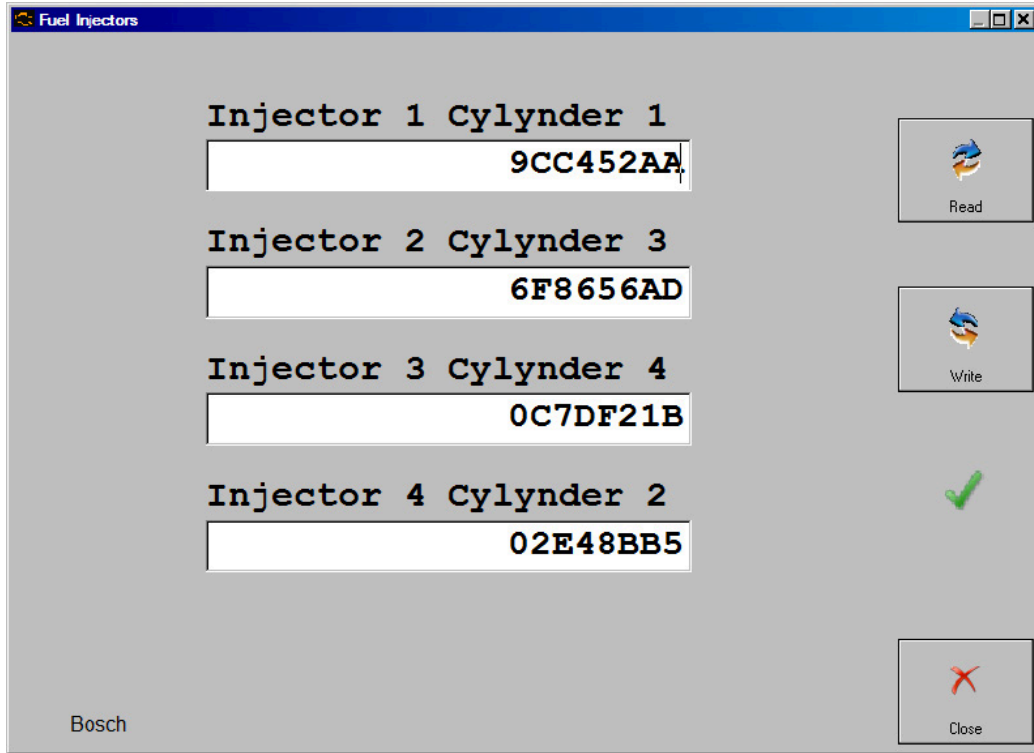 Fuel Injectors
Injector 1 Cylynder 1
9CC452AA
Read
Injector 2 Cylynder 3
6F8656AD
Write
Injector 3 Cylynder 4
0C7DF21B
Injector 4 Cylynder 2
02E48BB5
Bosch
Close